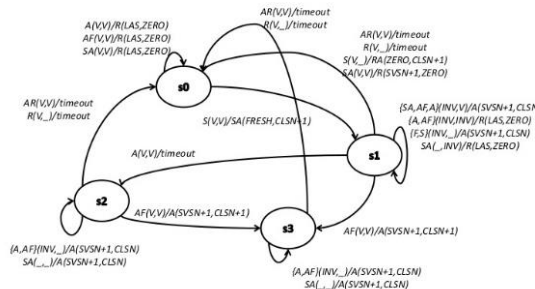 A(V,V)/R(LAS,ZERO)
AF(V,V)/R(LAS,ZERO)
SA(V,V)/R(LAS,ZERO)
AR(V,V)/timeout
R(V,_)/timeout
AR(V,V)/timeout
R(V,_)/timeout
S(V,_)/RA(ZERO,CLSN+1)
SA(V,V)/R(SVSN+1,ZERO)
s0
AR(V,V)/timeout
R(V,_)/timeout
S(V,V)/SA(FRESH,CLSN+1)
{SA,AF,A}(INV,V)/A(SVSN+1,CLSN
{A,AF}(INV,INV)/R(LAS,ZERO)
{F,S}(INV,_)/A(SVSN+1,CLSN)
SA(_,INV)/R(LAS,ZERO)
s1
A(V,V)/timeout
s2
AF(V,V)/A(SVSN+1,CLSN+1)
s3
AF(V,V)/A(SVSN+1,CLSN+1)
{A,AF}(INV,_)/A(SVSN+1,CLSN)
SA(_,_)/A(SVSN+1,CLSN)
{A,AF}(INV,_)/A(SVSN+1,CLSN)
SA(_,_)/A(SVSN+1,CLSN)